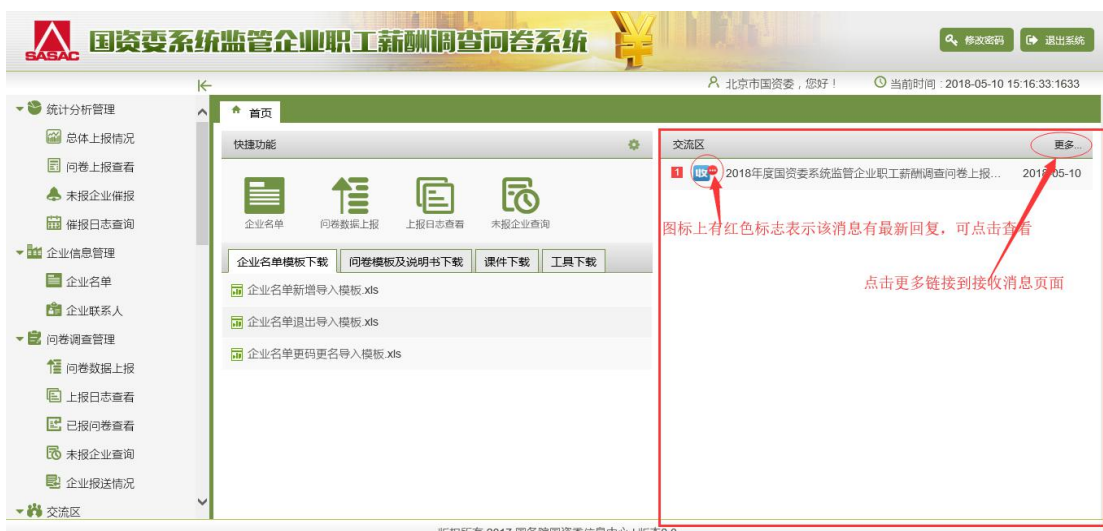 SASAC 国资委系统监管企业职工薪酬调查问卷系统
修改密码 退出系统
北京市国资委，您好！ 当前时间：2018-05-10 15:16:33:1633
统计分析管理
总体上报情况
问卷上报查看
未报企业催报
催报日志查询
企业信息管理
企业名单
企业联系人
问卷调查管理
问卷数据上报
上报日志查看
已报问卷查看
未报企业查询
企业报送情况
交流区
首页
快捷功能
企业名单 问卷数据上报 上报日志查看 未报企业查询
企业名单模板下载 问卷模板及说明书下载 课件下载 工具下载
企业名单新增导入模板.xls
企业名单退出导入模板.xls
企业名单更码更名导入模板.xls
交流区 更多...
1 收 2018年度国资委系统监管企业职工薪酬调查问卷上报... 2018-05-10
图标上有红色标志表示该消息有最新回复，可点击查看
点击更多链接到接收消息页面